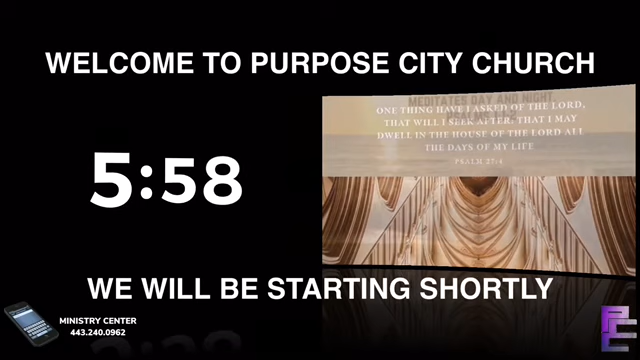 WELCOME TO PURPOSE CITY CHURCH
MEDITATES DAY AND NIGHT
ONE THING HAVE I ASKED OF THE LORD,
THAT WILL I SEEK AFTER: THAT I MAY
DWELL IN THE HOUSE OF THE LORD ALL
THE DAYS OF MY LIFE
PSALM 27:4
5:58
WE WILL BE STARTING SHORTLY
MINISTRY CENTER
443.240.0962